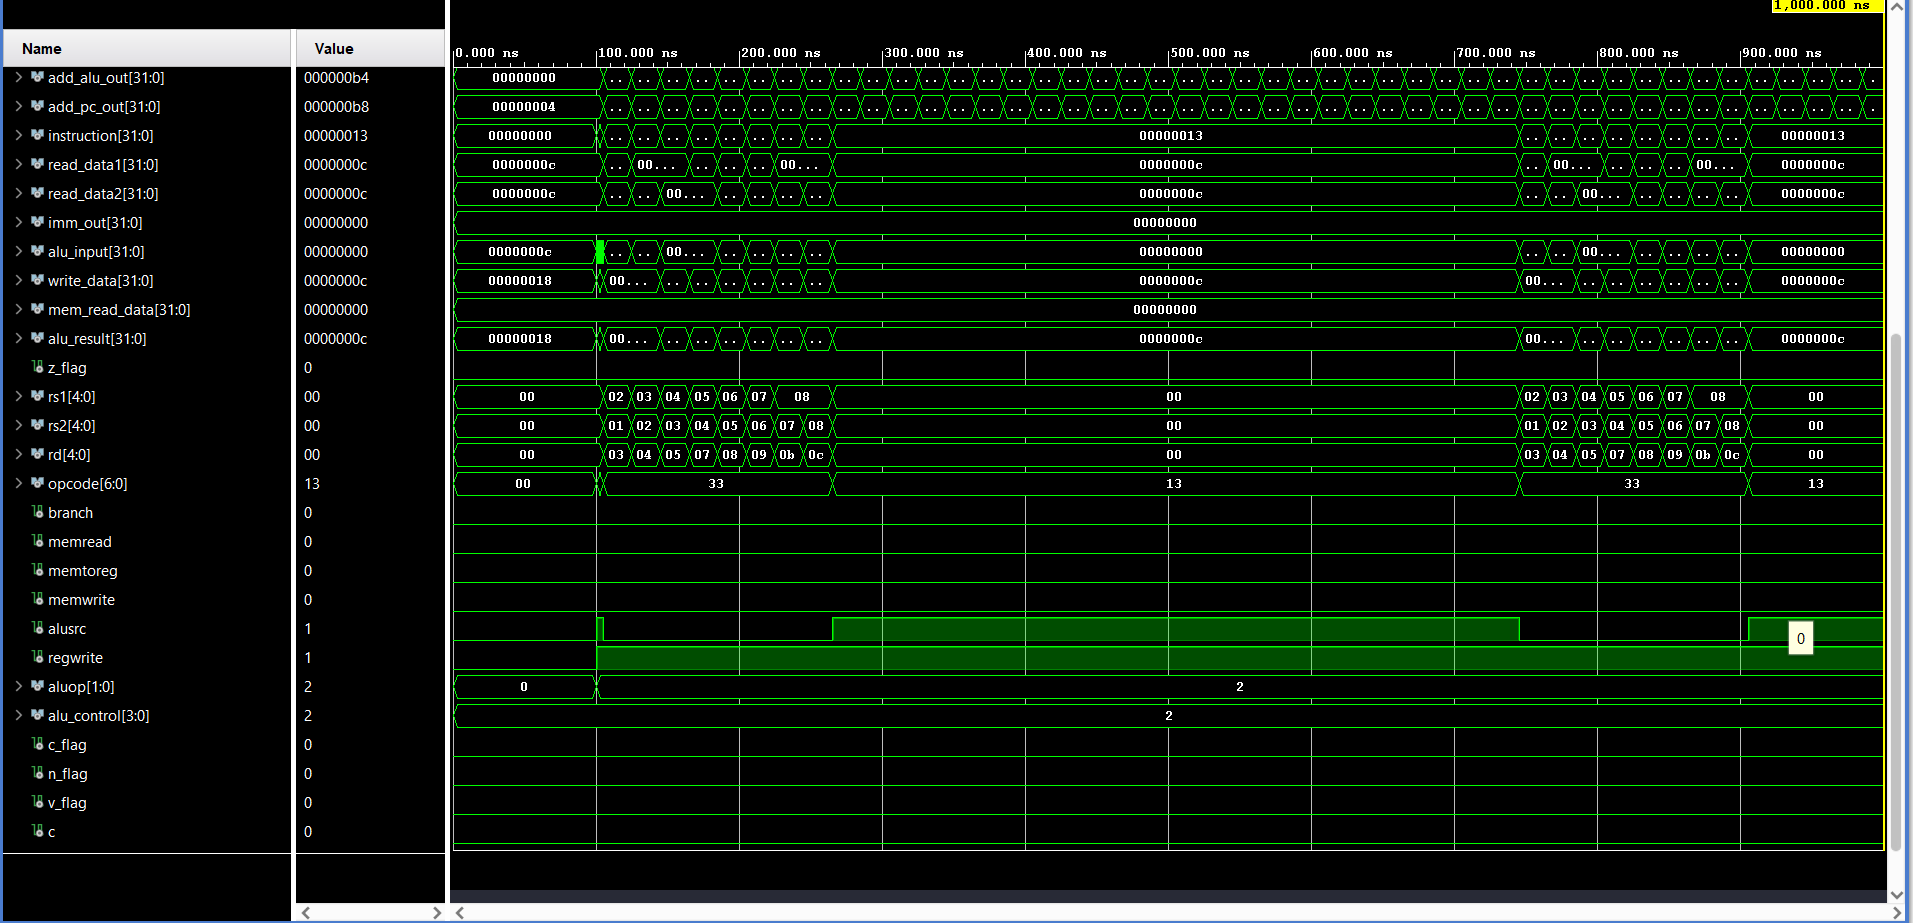 1,000.000 ns
Name Value 0.000 ns 100.000 ns 200.000 ns 300.000 ns 400.000 ns 500.000 ns 600.000 ns 700.000 ns 800.000 ns 900.000 ns
add_alu_out[31:0] 000000b4 00000000 .. .. .. .. .. .. .. .. .. .. .. .. .. .. .. .. .. .. .. .. .. .. .. .. .. .. .. .. .. .. .. .. .. .. .. .. .. .. .. .. .. .. .. .. ..
add_pc_out[31:0] 000000b8 00000004 .. .. .. .. .. .. .. .. .. .. .. .. .. .. .. .. .. .. .. .. .. .. .. .. .. .. .. .. .. .. .. .. .. .. .. .. .. .. .. .. .. .. .. .. ..
instruction[31:0] 00000013 00000000 .. .. .. .. .. .. .. .. 00000013 .. .. .. .. .. .. .. .. 00000013
read_data1[31:0] 0000000c 0000000c .. 00... .. .. .. 00... 0000000c .. 00... .. .. .. 00... 0000000c
read_data2[31:0] 0000000c 0000000c .. .. 00... .. .. .. .. 0000000c .. .. 00... .. .. .. .. 0000000c
imm_out[31:0] 00000000 00000000
alu_input[31:0] 00000000 0000000c .. .. 00... .. .. .. .. 00000000 .. .. 00... .. .. .. .. 00000000
write_data[31:0] 0000000c 00000018 00... .. .. .. .. .. .. 0000000c 00... .. .. .. .. .. .. 0000000c
mem_read_data[31:0] 00000000 00000000
alu_result[31:0] 0000000c 00000018 00... .. .. .. .. .. .. 0000000c 00... .. .. .. .. .. .. 0000000c
z_flag 0
rs1[4:0] 00 00 02 03 04 05 06 07 08 00 02 03 04 05 06 07 08 00
rs2[4:0] 00 00 01 02 03 04 05 06 07 08 00 01 02 03 04 05 06 07 08 00
rd[4:0] 00 00 03 04 05 07 08 09 0b 0c 00 03 04 05 07 08 09 0b 0c 00
opcode[6:0] 13 00 33 13 33 13
branch 0
memread 0
memtoreg 0
memwrite 0
alusrc 1 0
regwrite 1
aluop[1:0] 2 0 2
alu_control[3:0] 2 2
c_flag 0
n_flag 0
v_flag 0
c 0